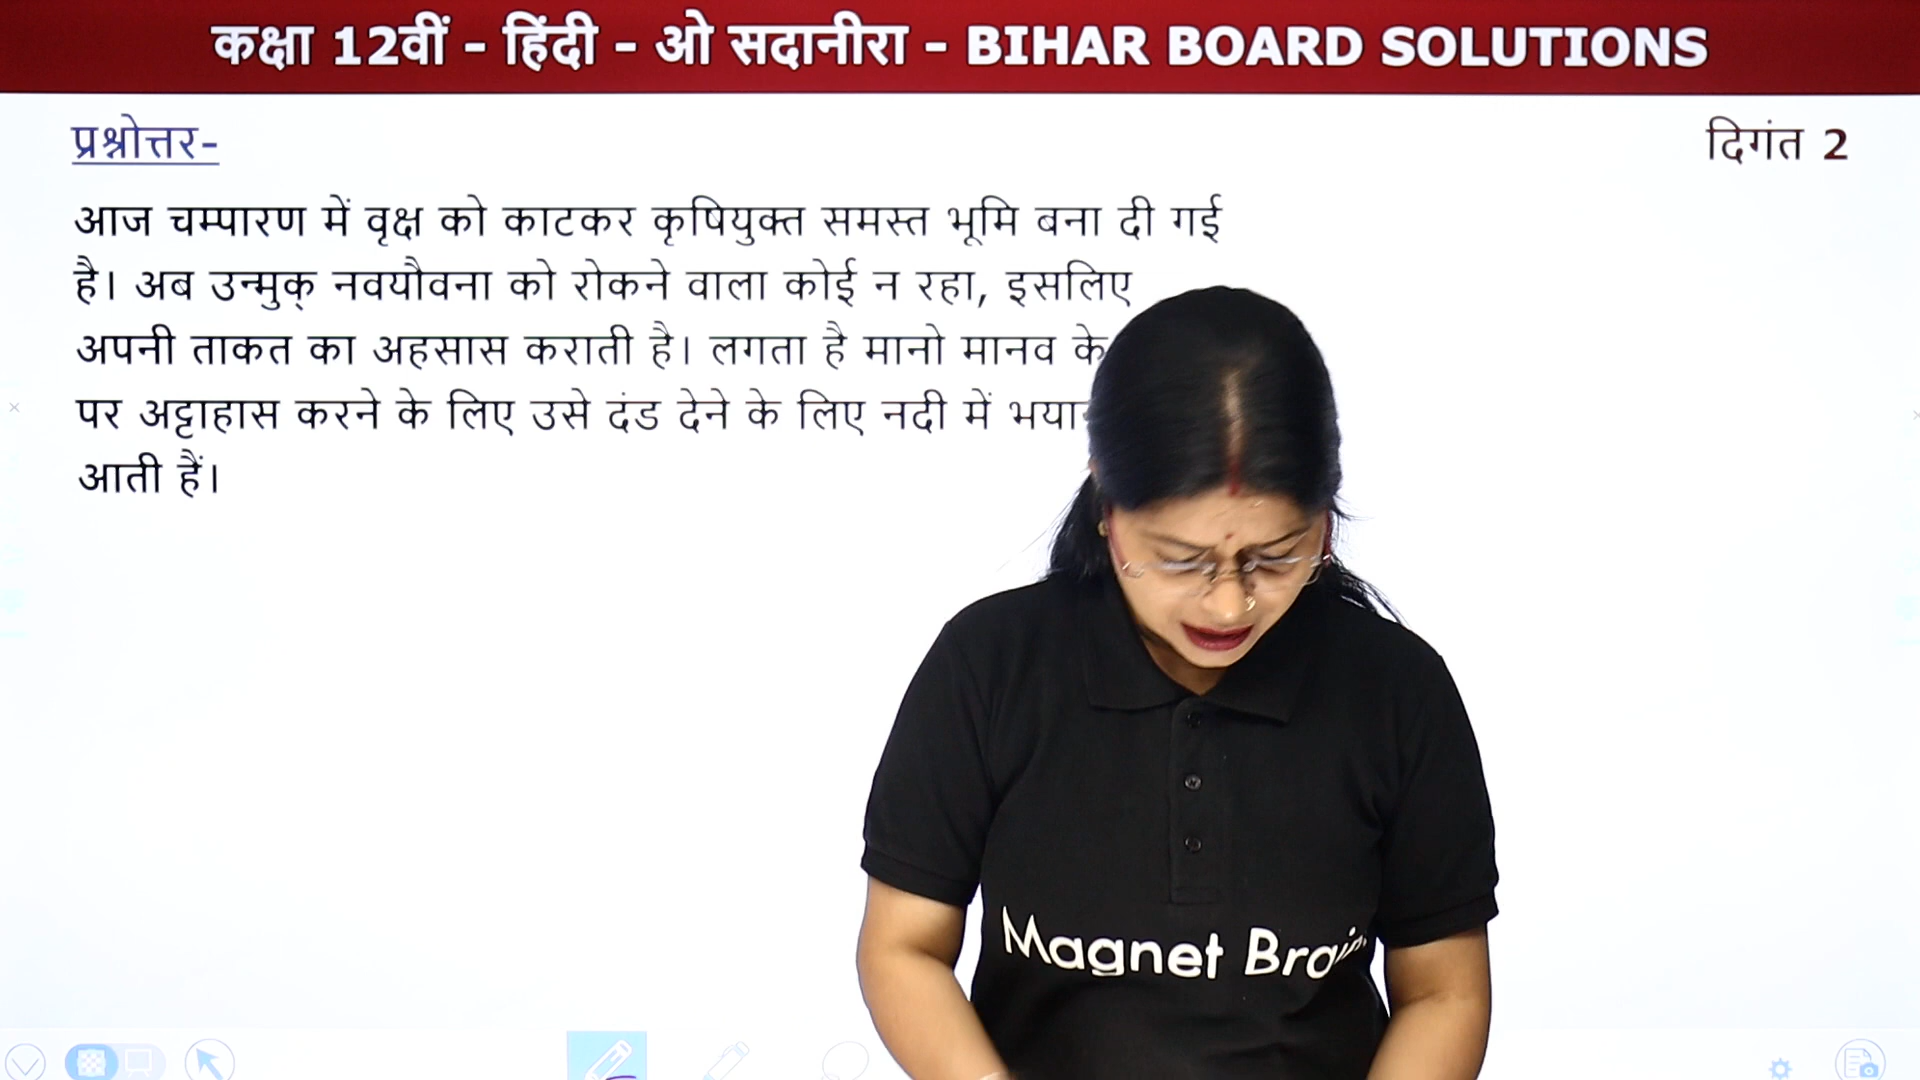 कक्षा 12वीं - हिंदी - ओ सदानीरा - BIHAR BOARD SOLUTIONS
प्रश्नोत्तर-
दिगंत 2
आज चम्पारण में वृक्ष को काटकर कृषियुक्त समस्त भूमि बना दी गई
है। अब उन्मुक् नवयौवना को रोकने वाला कोई न रहा, इसलिए
अपनी ताकत का अहसास कराती है। लगता है मानो मानव के
पर अट्टाहास करने के लिए उसे दंड देने के लिए नदी में
आती हैं।
Magnet